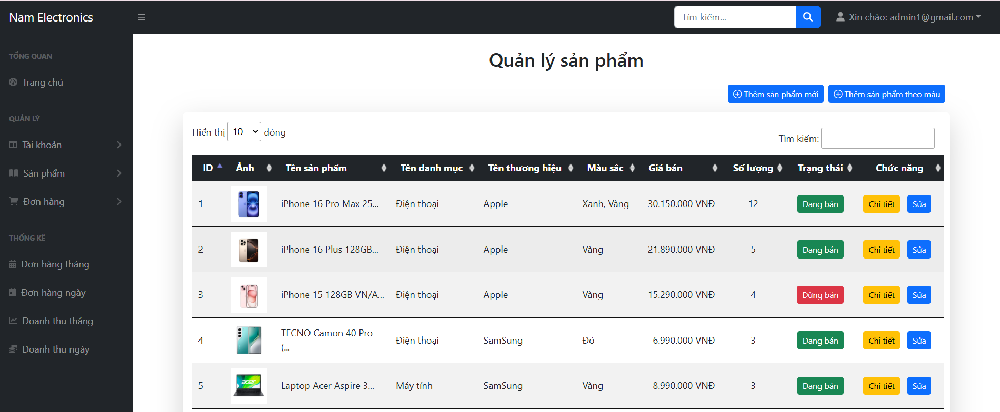 Nam Electronics
Tím kiếm...
Xin chào: admin1@gmail.com
TỔNG QUAN
Trang chủ
QUẢN LÝ
Tài khoản
Sản phẩm
Đơn hàng
THỐNG KÊ
Đơn hàng tháng
Đơn hàng ngày
Doanh thu tháng
Doanh thu ngày
Quản lý sản phẩm
Thêm sản phẩm mới Thêm sản phẩm theo màu
Hiển thị 10 dòng
Tìm kiếm:
ID Ảnh Tên sản phẩm Tên danh mục Tên thương hiệu Màu sắc Giá bán Số lượng Trạng thái Chức năng
1 iPhone 16 Pro Max 25... Điện thoại Apple Xanh, Vàng 30.150.000 VNĐ 12 Đang bán Chi tiết Sửa
2 iPhone 16 Plus 128GB... Điện thoại Apple Vàng 21.890.000 VNĐ 5 Đang bán Chi tiết Sửa
3 iPhone 15 128GB VN/A... Điện thoại Apple Vàng 15.290.000 VNĐ 4 Dừng bán Chi tiết Sửa
4 TECNO Camon 40 Pro (... Điện thoại SamSung Đỏ 6.990.000 VNĐ 3 Đang bán Chi tiết Sửa
acer
5 Laptop Acer Aspire 3... Máy tính SamSung Vàng 8.990.000 VNĐ 3 Đang bán Chi tiết Sửa